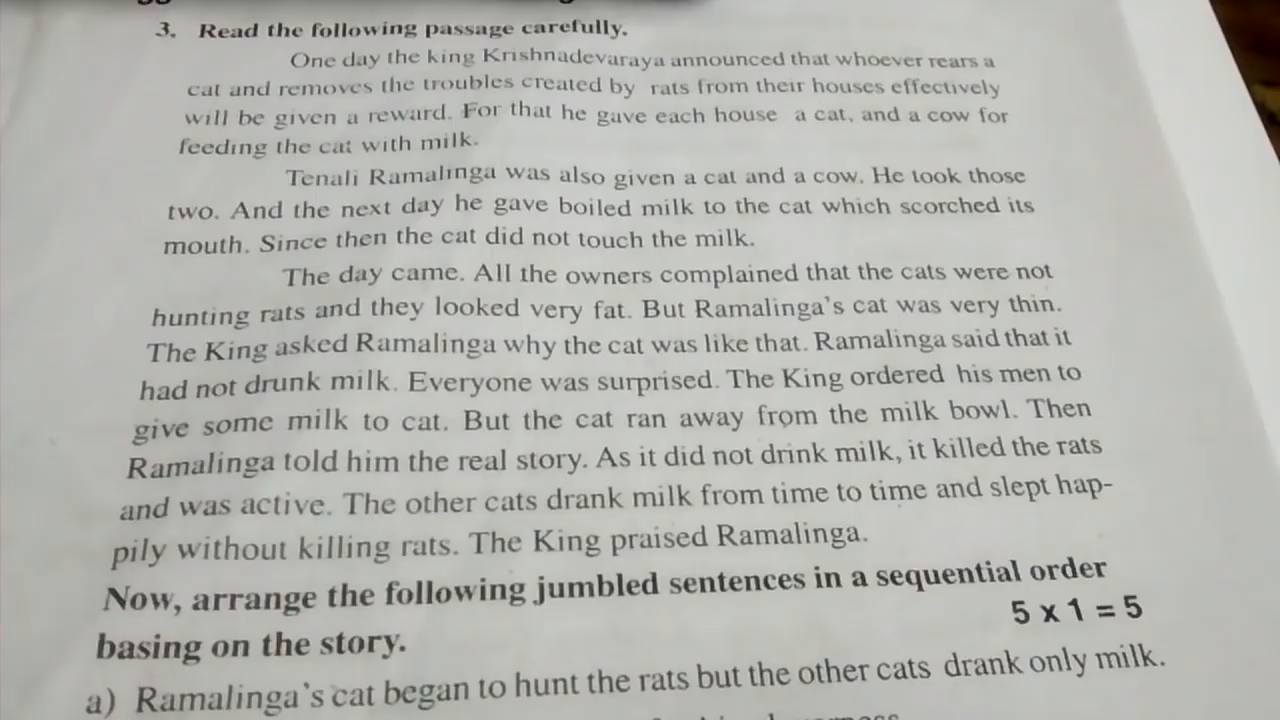 3. Read the following passage carefully.
One day the king Krishnadevaraya announced that whoever rears a
cat and removes the troubles created by rats from their houses effectively
will be given a reward. For that he gave each house a cat, and a cow for
feeding the cat with milk.
Tenali Ramalinga was also given a cat and a cow. He took those
two. And the next day he gave boiled milk to the cat which scorched its
mouth. Since then the cat did not touch the milk.
The day came. All the owners complained that the cats were not
hunting rats and they looked very fat. But Ramalinga's cat was very thin.
The King asked Ramalinga why the cat was like that. Ramalinga said that it
had not drunk milk. Everyone was surprised. The King ordered his men to
give some milk to cat. But the cat ran away from the milk bowl. Then
Ramalinga told him the real story. As it did not drink milk, it killed the rats
and was active. The other cats drank milk from time to time and slept hap-
pily without killing rats. The King praised Ramalinga.
Now, arrange the following jumbled sentences in a sequential order
basing on the story.
5 x 1 = 5
a) Ramalinga's cat began to hunt the rats but the other cats drank only milk.